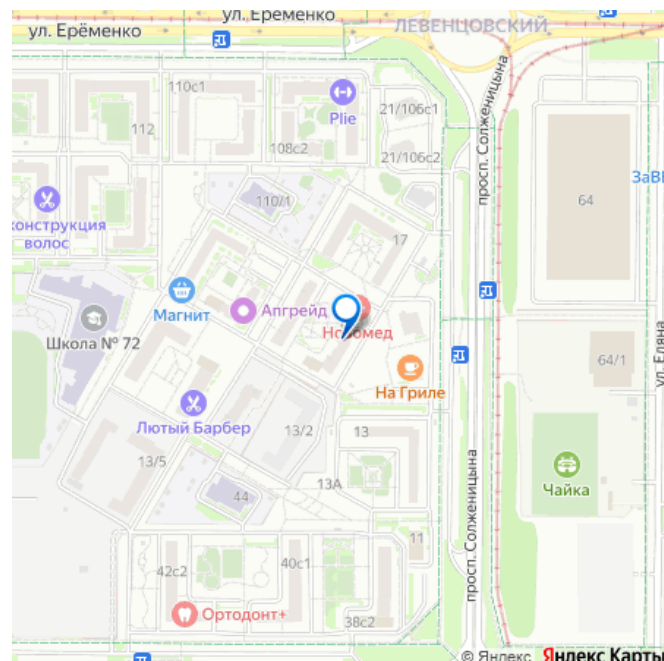 ул. Ерёменко
ул. Ерёменко
ЛЕВЕНЦОВСКИЙ
110с1
Plie
21/106с1
112
108с2
21/106с2
просп. Солженицына
ЗаВ
64
110/1
конструкция
волос
17
Магнит
Апгрейд
Школа № 72
64/1
ул. Еляна
На Гриле
Лютый Барбер
13/2
13
13/5
13А
Чайка
44
просп. Солженицына
11
42с2
40с1
Ортодонт+
38с2
© Яндекс Яндекс Карты